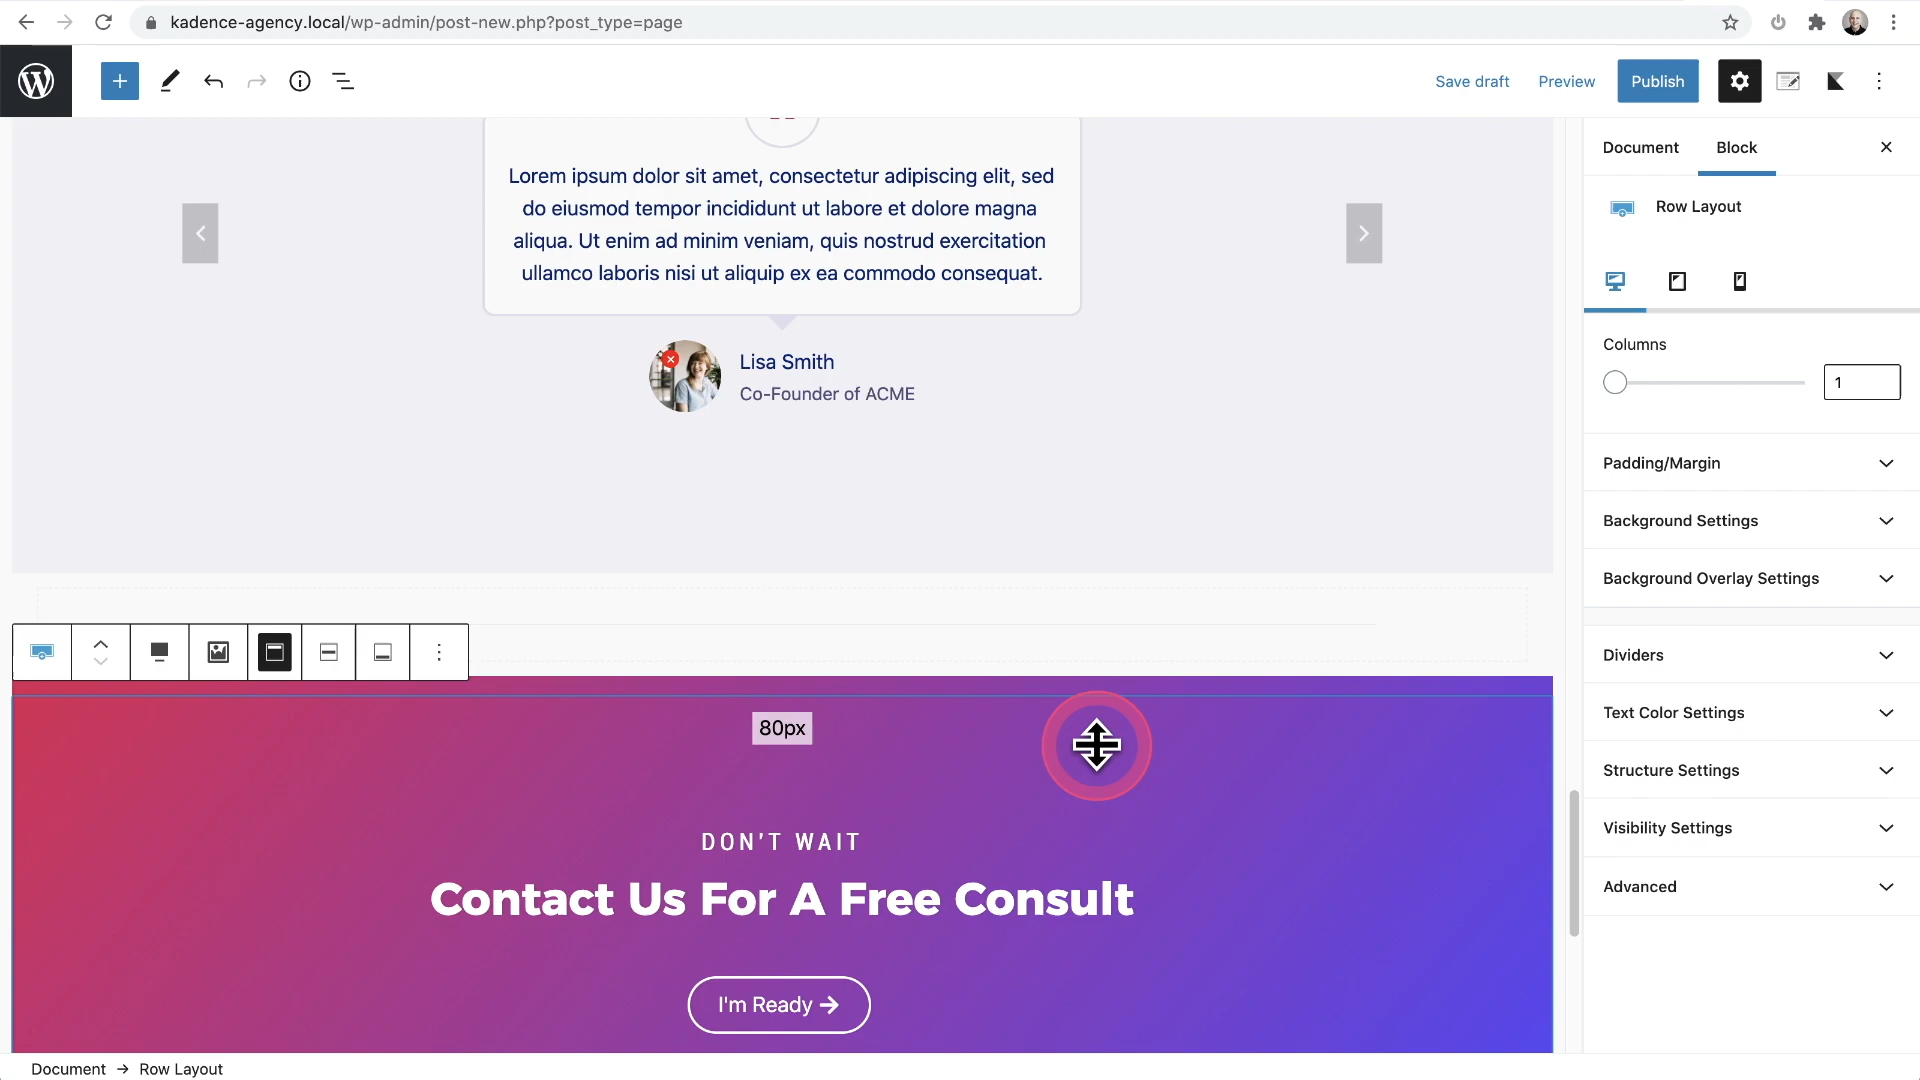 kadence-agency.local/wp-admin/post-new.php?post_type=page
Save draft
Preview
Publish
Document
Block
Row Layout
Columns
1
Padding/Margin
Background Settings
Background Overlay Settings
Dividers
Text Color Settings
Structure Settings
Visibility Settings
Advanced
Lorem ipsum dolor sit amet, consectetur adipiscing elit, sed
do eiusmod tempor incididunt ut labore et dolore magna
aliqua. Ut enim ad minim veniam, quis nostrud exercitation
ullamco laboris nisi ut aliquip ex ea commodo consequat.
Lisa Smith
Co-Founder of ACME
80px
DON'T WAIT
Contact Us For A Free Consult
I'm Ready →
Document → Row Layout